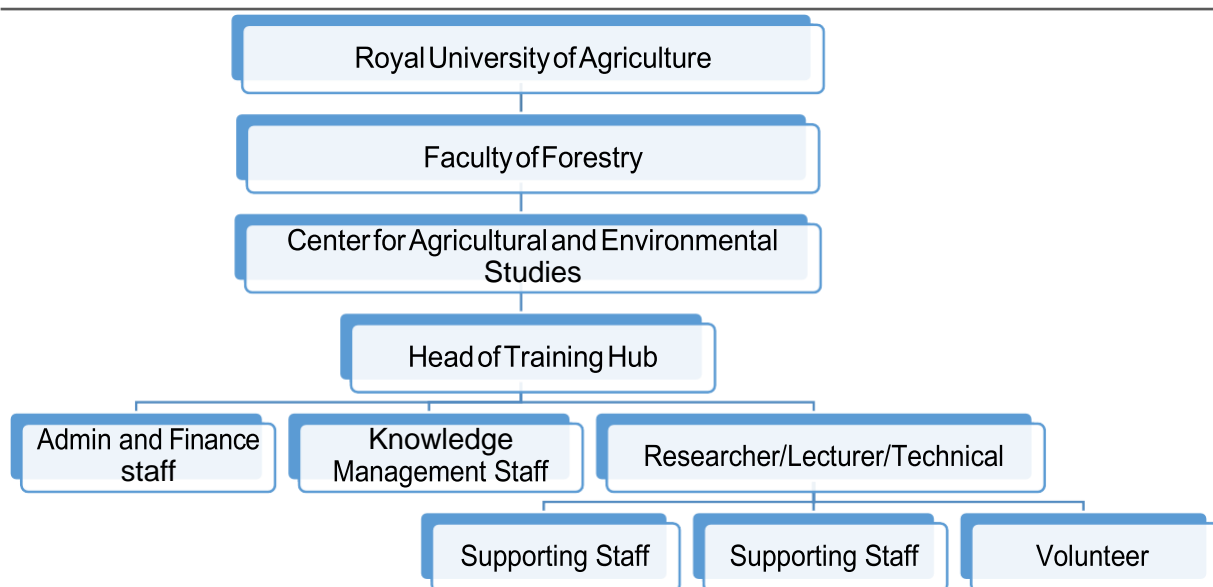 Royal University of Agriculture
Faculty of Forestry
Center for Agricultural and Environmental
Studies
Head of Training Hub
Admin and Finance
staff
Knowledge
Management Staff
Researcher/Lecturer/Technical
Supporting Staff
Supporting Staff
Volunteer